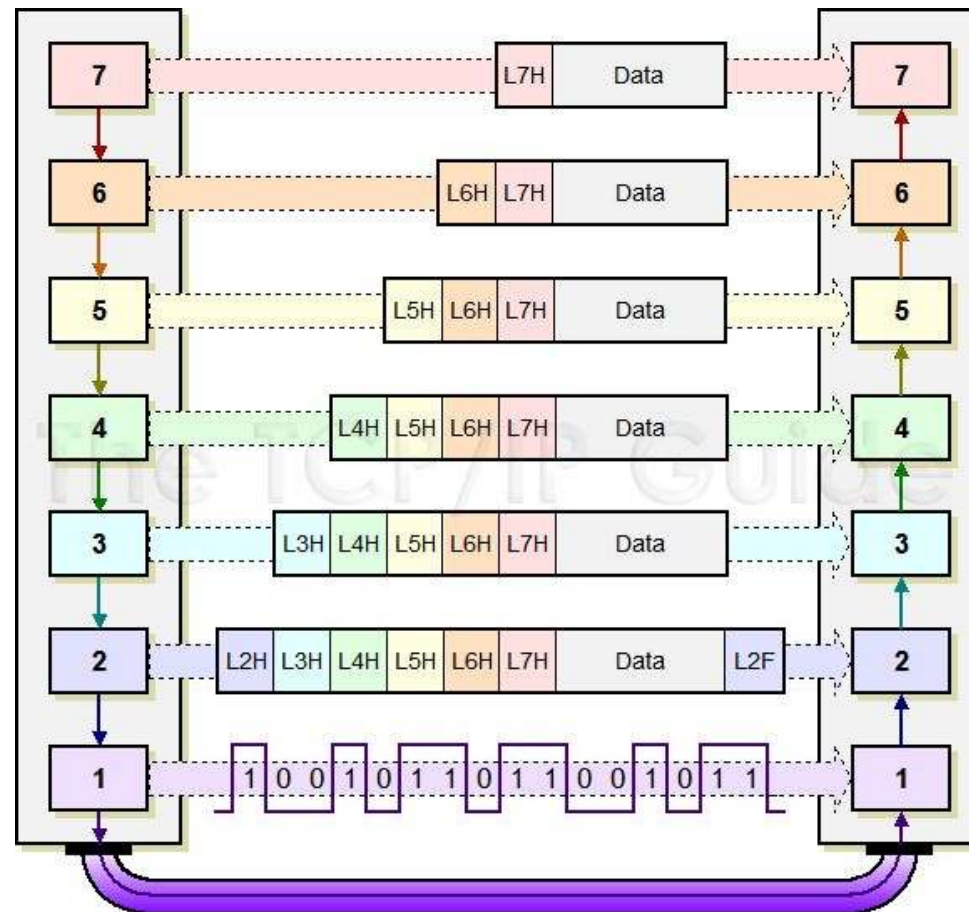 7 L7H Data 7
6 L6H L7H Data 6
5 L5H L6H L7H Data 5
4 L4H L5H L6H L7H Data 4
The TCP/IP Guide
3 L3H L4H L5H L6H L7H Data 3
2 L2H L3H L4H L5H L6H L7H Data L2F 2
1 1 0 0 1 0 1 1 0 1 1 0 0 1 0 1 1 1